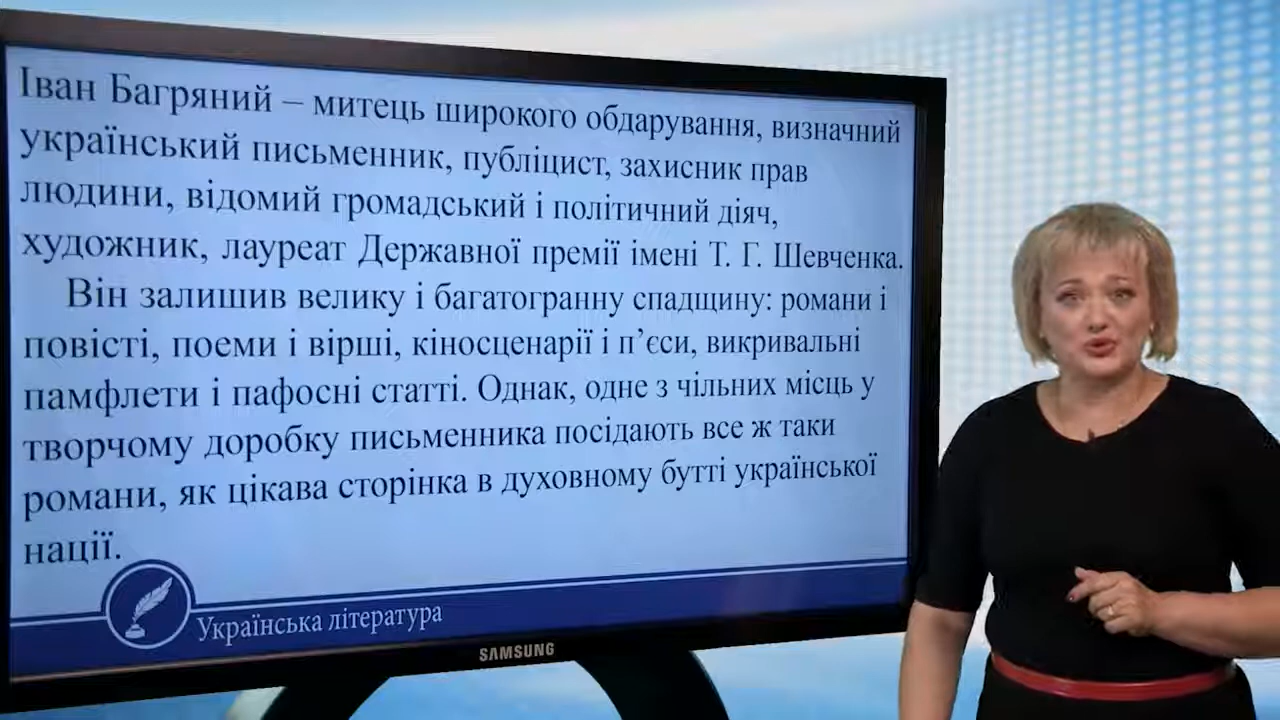 Іван Багряний – митець широкого обдарування, визначний
український письменник, публіцист, захисник прав
людини, відомий громадський і політичний діяч,
художник, лауреат Державної премії імені Т. Г. Шевченка.
Він залишив велику і багатогранну спадщину: романи і
повісті, поеми і вірші, кіносценарії і п’єси, викривальні
памфлети і пафосні статті. Однак, одне з чільних місць у
творчому доробку письменника посідають все ж таки
романи, як цікава сторінка в духовному бутті української
нації.
Українська література
SAMSUNG